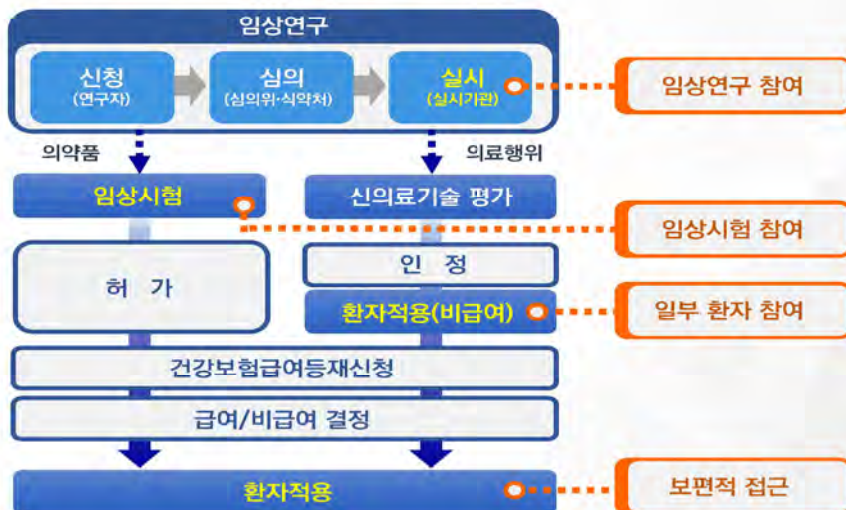 임상연구
신청
(연구자)
심의
(심의위·식약처)
실시
(실시기관)
임상연구 참여
의약품
의료행위
임상시험
신의료기술 평가
임상시험 참여
허 가
인 정
환자적용(비급여)
일부 환자 참여
건강보험급여등재신청
급여/비급여 결정
환자적용
보편적 접근